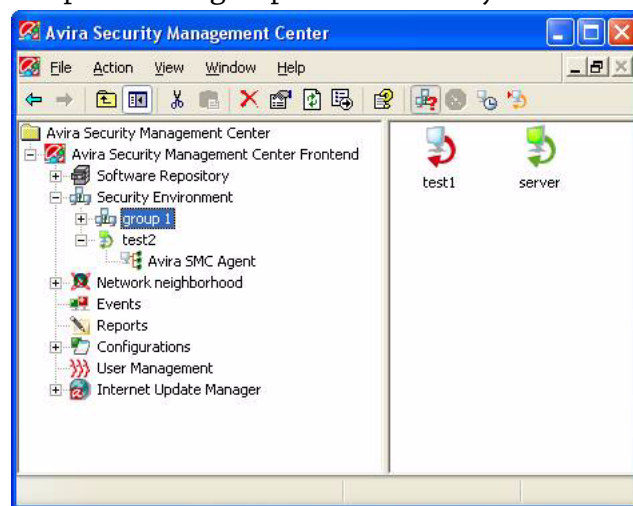 Avira Security Management Center
File Action View Window Help
Avira Security Management Center
Avira Security Management Center Frontend
Software Repository
Security Environment
group 1
test2
Avira SMC Agent
Network neighborhood
Events
Reports
Configurations
User Management
Internet Update Manager
test1 server